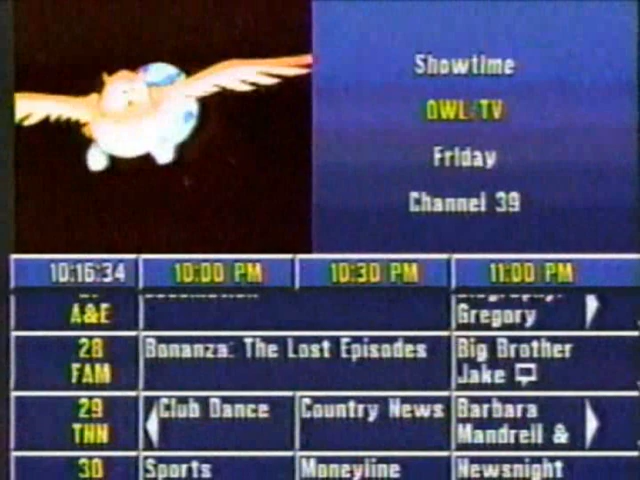 Showtime
OWL/TV
Friday
Channel 39
10:16:34 10:00 PM 10:30 PM 11:00 PM
A&E Gregory
28 Bonanza: The Lost Episodes Big Brother
FAM Jake
29 Club Dance Country News Barbara
TNN Mandrell &
30 Sports Moneyline Newsnight